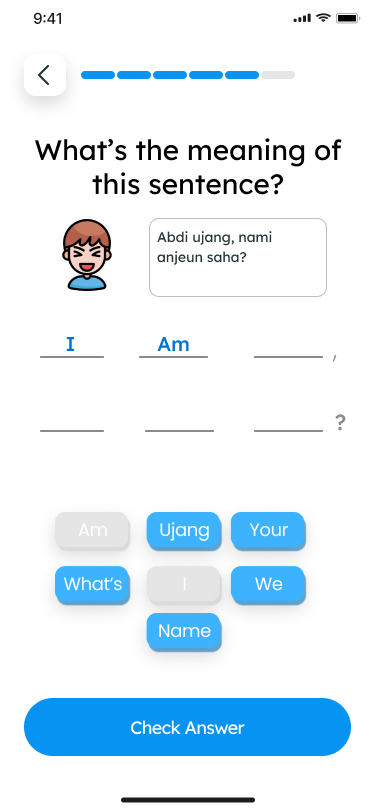 9:41
What’s the meaning of
this sentence?
Abdi ujang, nami
anjeun saha?
I Am ,
?
Am Ujang Your
What's I We
Name
Check Answer